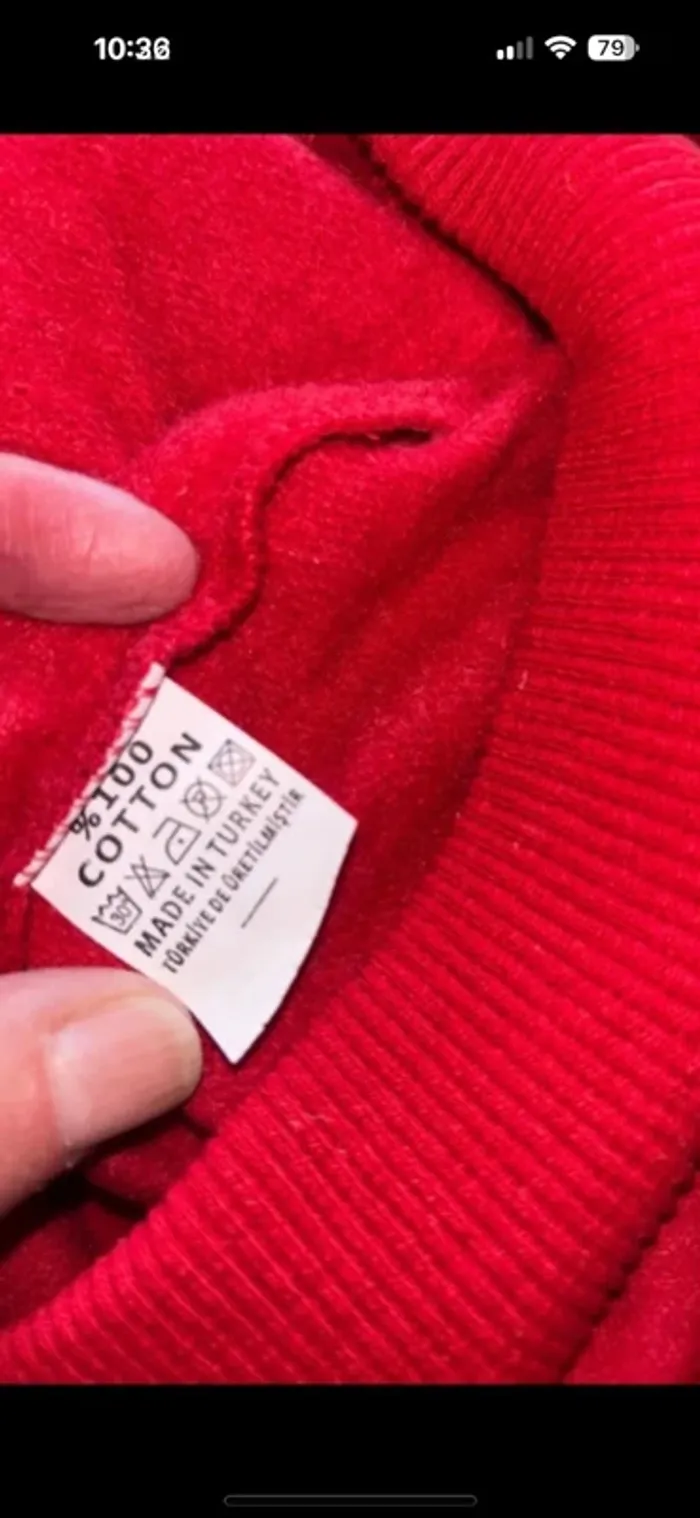 10:36
79
%100
COTTON
30
MADE IN TURKEY
TÜRKİYE DE ÜRETİLMİŞTİR